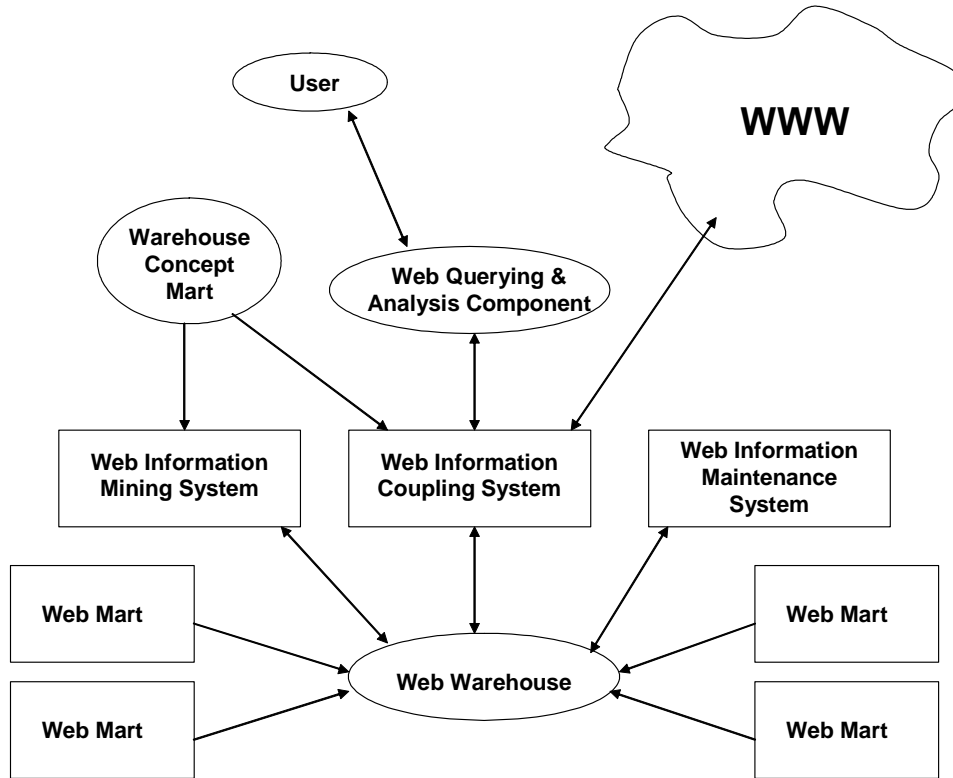 User
WWW
Warehouse
Concept
Mart
Web Querying &
Analysis Component
Web Information
Mining System
Web Information
Coupling System
Web Information
Maintenance
System
Web Mart
Web Mart
Web Warehouse
Web Mart
Web Mart